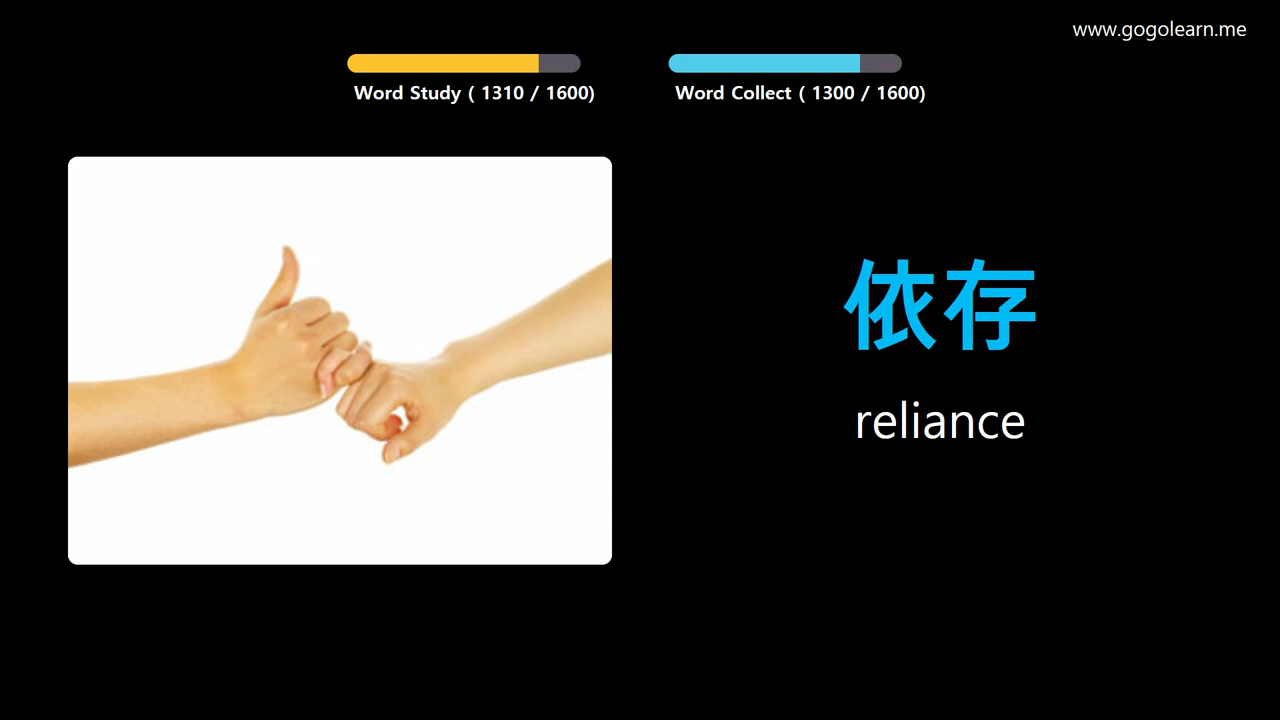 www.gogolearn.me
Word Study ( 1310 / 1600)
Word Collect ( 1300 / 1600)
依存
reliance